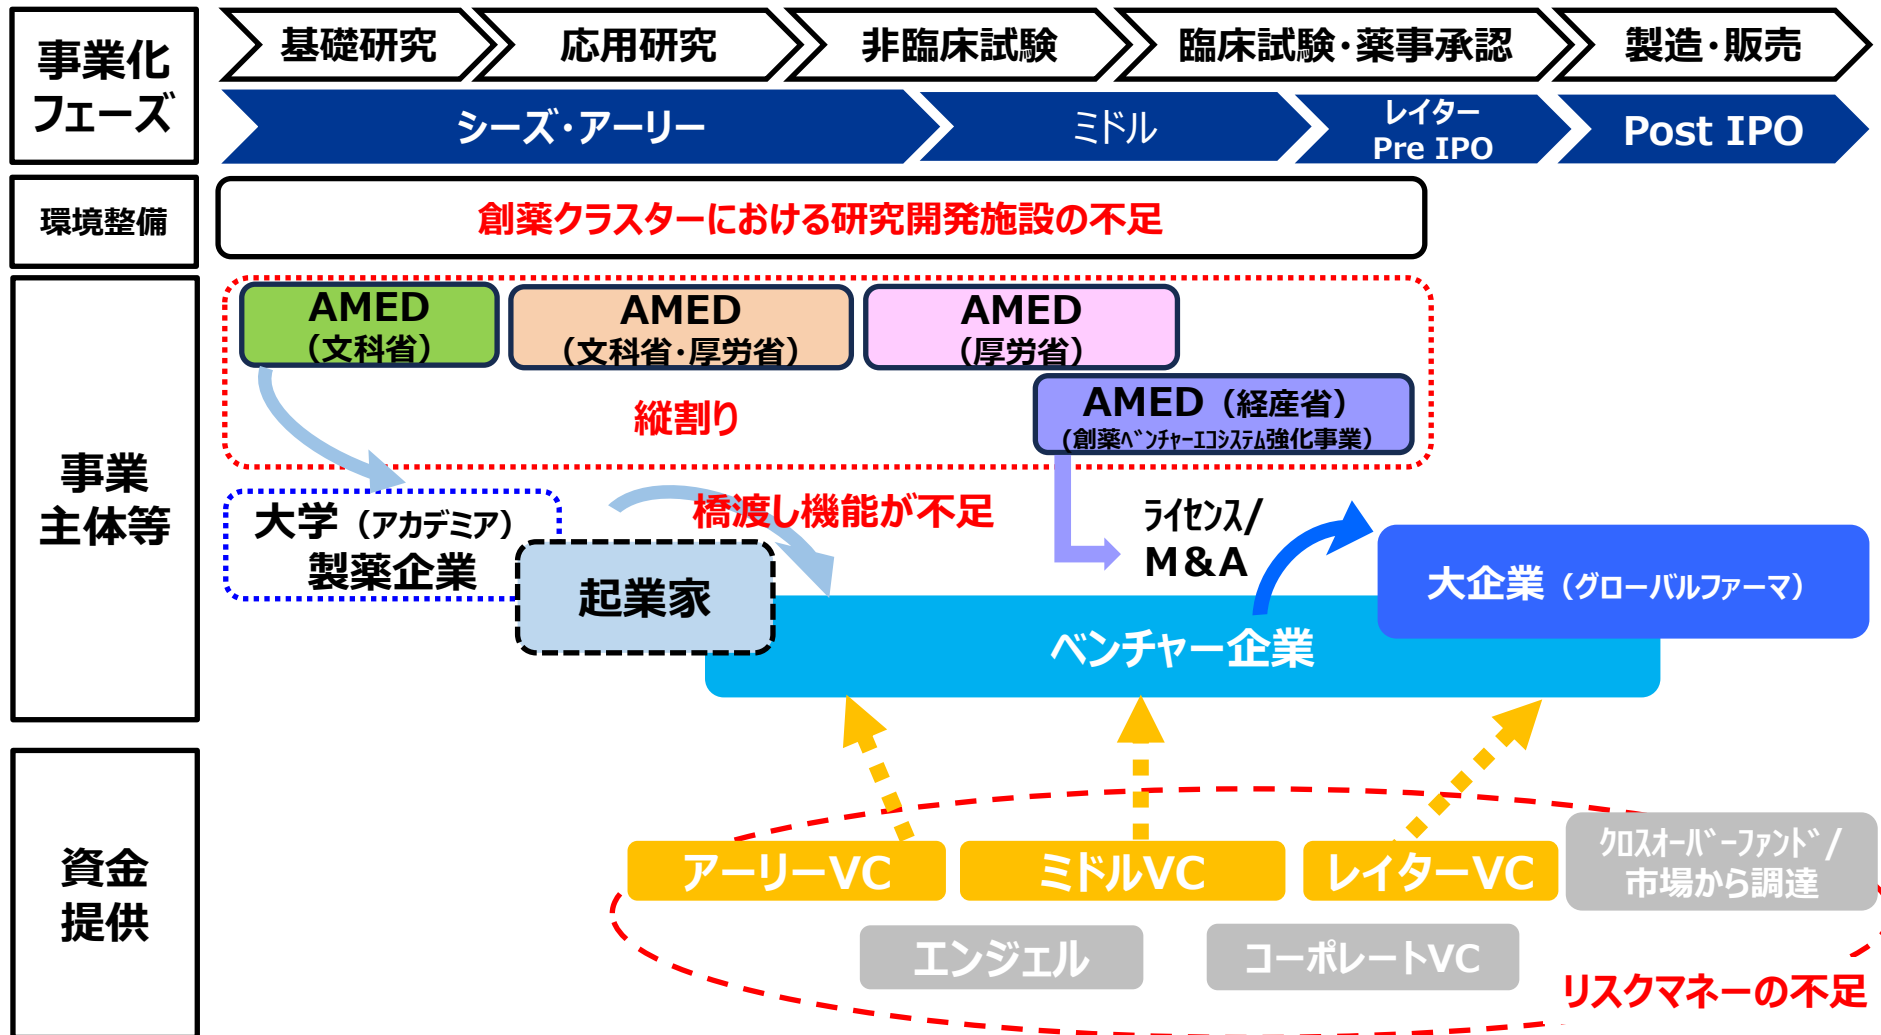 事業化
フェーズ
基礎研究
応用研究
非臨床試験
臨床試験・薬事承認
製造・販売
シーズ・アーリー
ミドル
レイター
Pre IPO
Post IPO
環境整備
創薬クラスターにおける研究開発施設の不足
事業
主体等
AMED
（文科省）
AMED
（文科省・厚労省）
AMED
（厚労省）
AMED（経産省）
（創薬ﾍﾞﾝﾁｬｰｴｺｼｽﾃﾑ強化事業）
縦割り
大学（アカデミア）
製薬企業
橋渡し機能が不足
起業家
ライセンス/
M＆A
大企業（グローバルファーマ）
ベンチャー企業
資金
提供
アーリーVC
ミドルVC
レイターVC
ｸﾛｽｵｰﾊﾞｰﾌｧﾝﾄﾞ/
市場から調達
エンジェル
コーポレートVC
リスクマネーの不足